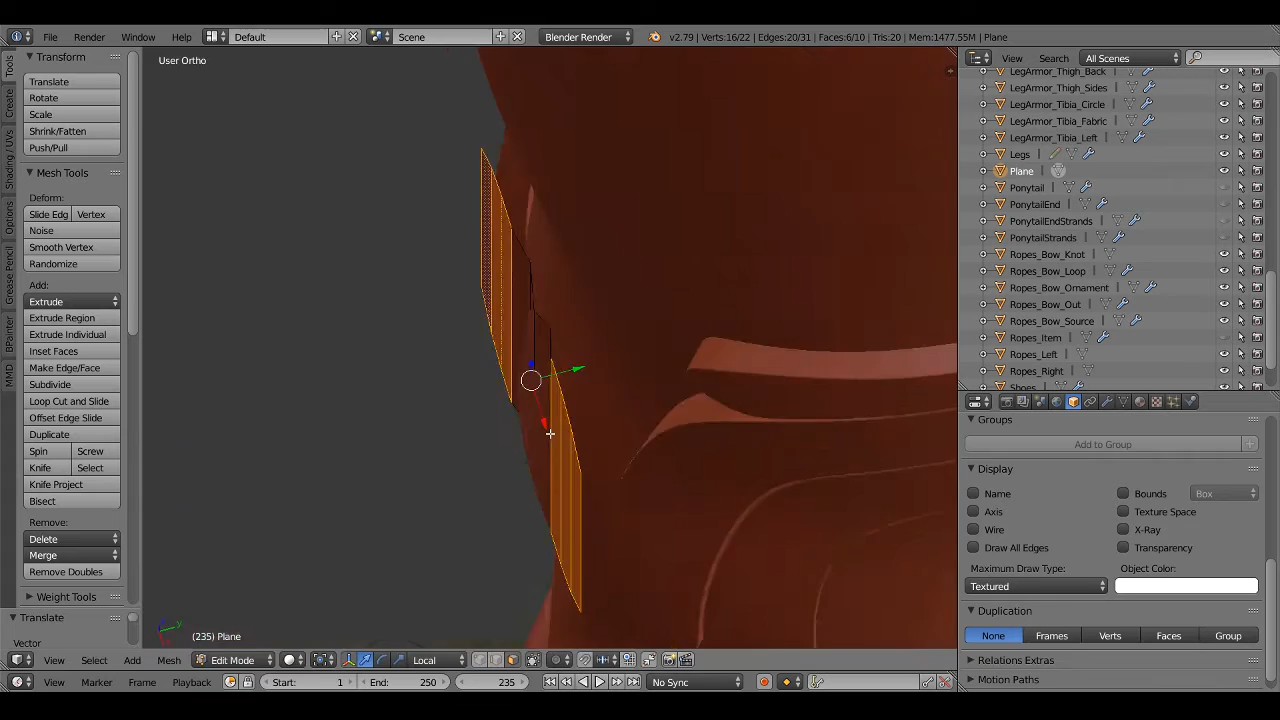 File Render Window Help Default Scene Blender Render v2.79 | Verts:16/22 | Edges:20/31 | Faces:6/10 | Tris:20 | Mem:1477.55M | Plane
Tools
Create
Shading / UVs
Options
Grease Pencil
BPainter
MMD
Transform
Translate
Rotate
Scale
Shrink/Fatten
Push/Pull
Mesh Tools
Deform:
Slide Edg Vertex
Noise
Smooth Vertex
Randomize
Add:
Extrude
Extrude Region
Extrude Individual
Inset Faces
Make Edge/Face
Subdivide
Loop Cut and Slide
Offset Edge Slide
Duplicate
Spin Screw
Knife Select
Knife Project
Bisect
Remove:
Delete
Merge
Remove Doubles
Weight Tools
Translate
Vector
User Ortho
(235) Plane
View Select Add Mesh Edit Mode Local
View Marker Frame Playback Start: 1 End: 250 235 No Sync
View Search All Scenes
LegArmor_Thigh_Back
LegArmor_Thigh_Sides
LegArmor_Tibia_Circle
LegArmor_Tibia_Fabric
LegArmor_Tibia_Left
Legs
Plane
Ponytail
PonytailEnd
PonytailEndStrands
PonytailStrands
Ropes_Bow_Knot
Ropes_Bow_Loop
Ropes_Bow_Ornament
Ropes_Bow_Out
Ropes_Bow_Source
Ropes_Item
Ropes_Left
Ropes_Right
Shoes
Groups
Add to Group
Display
Name Bounds Box
Axis Texture Space
Wire X-Ray
Draw All Edges Transparency
Maximum Draw Type: Object Color:
Textured
Duplication
None Frames Verts Faces Group
Relations Extras
Motion Paths